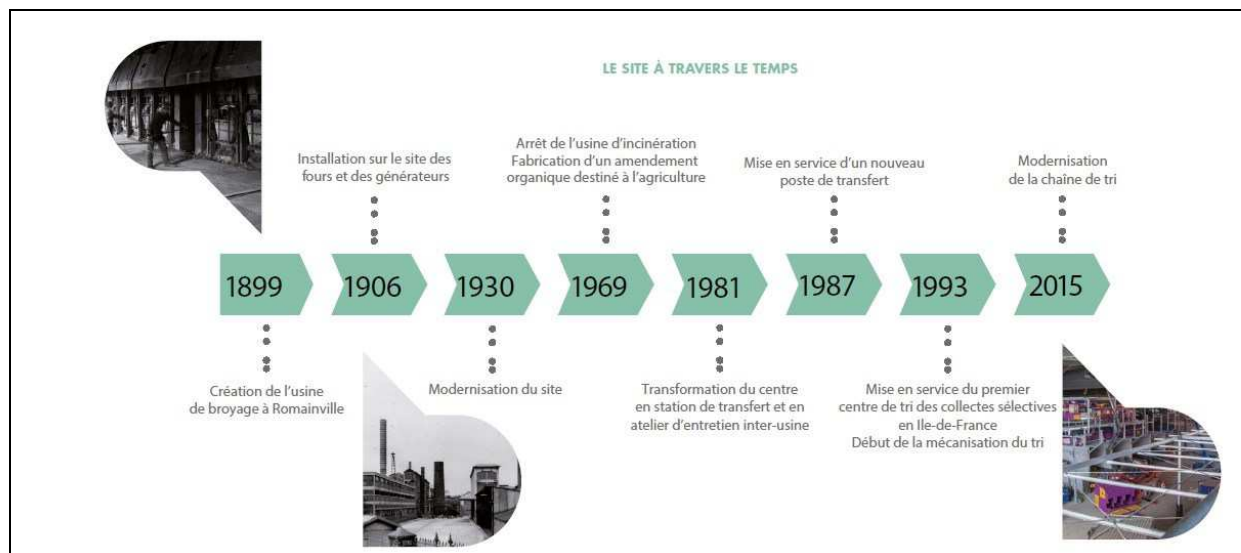 LE SITE À TRAVERS LE TEMPS
Installation sur le site des
fours et des générateurs
Arrêt de l'usine d'incinération
Fabrication d'un amendement
organique destiné à l'agriculture
Mise en service d'un nouveau
poste de transfert
Modernisation
de la chaîne de tri
1899
1906
1930
1969
1981
1987
1993
2015
Création de l'usine
de broyage à Romainville
Modernisation du site
Transformation du centre
en station de transfert et en
atelier d'entretien inter-usine
Mise en service du premier
centre de tri des collectes sélectives
en Ile-de-France
Début de la mécanisation du tri